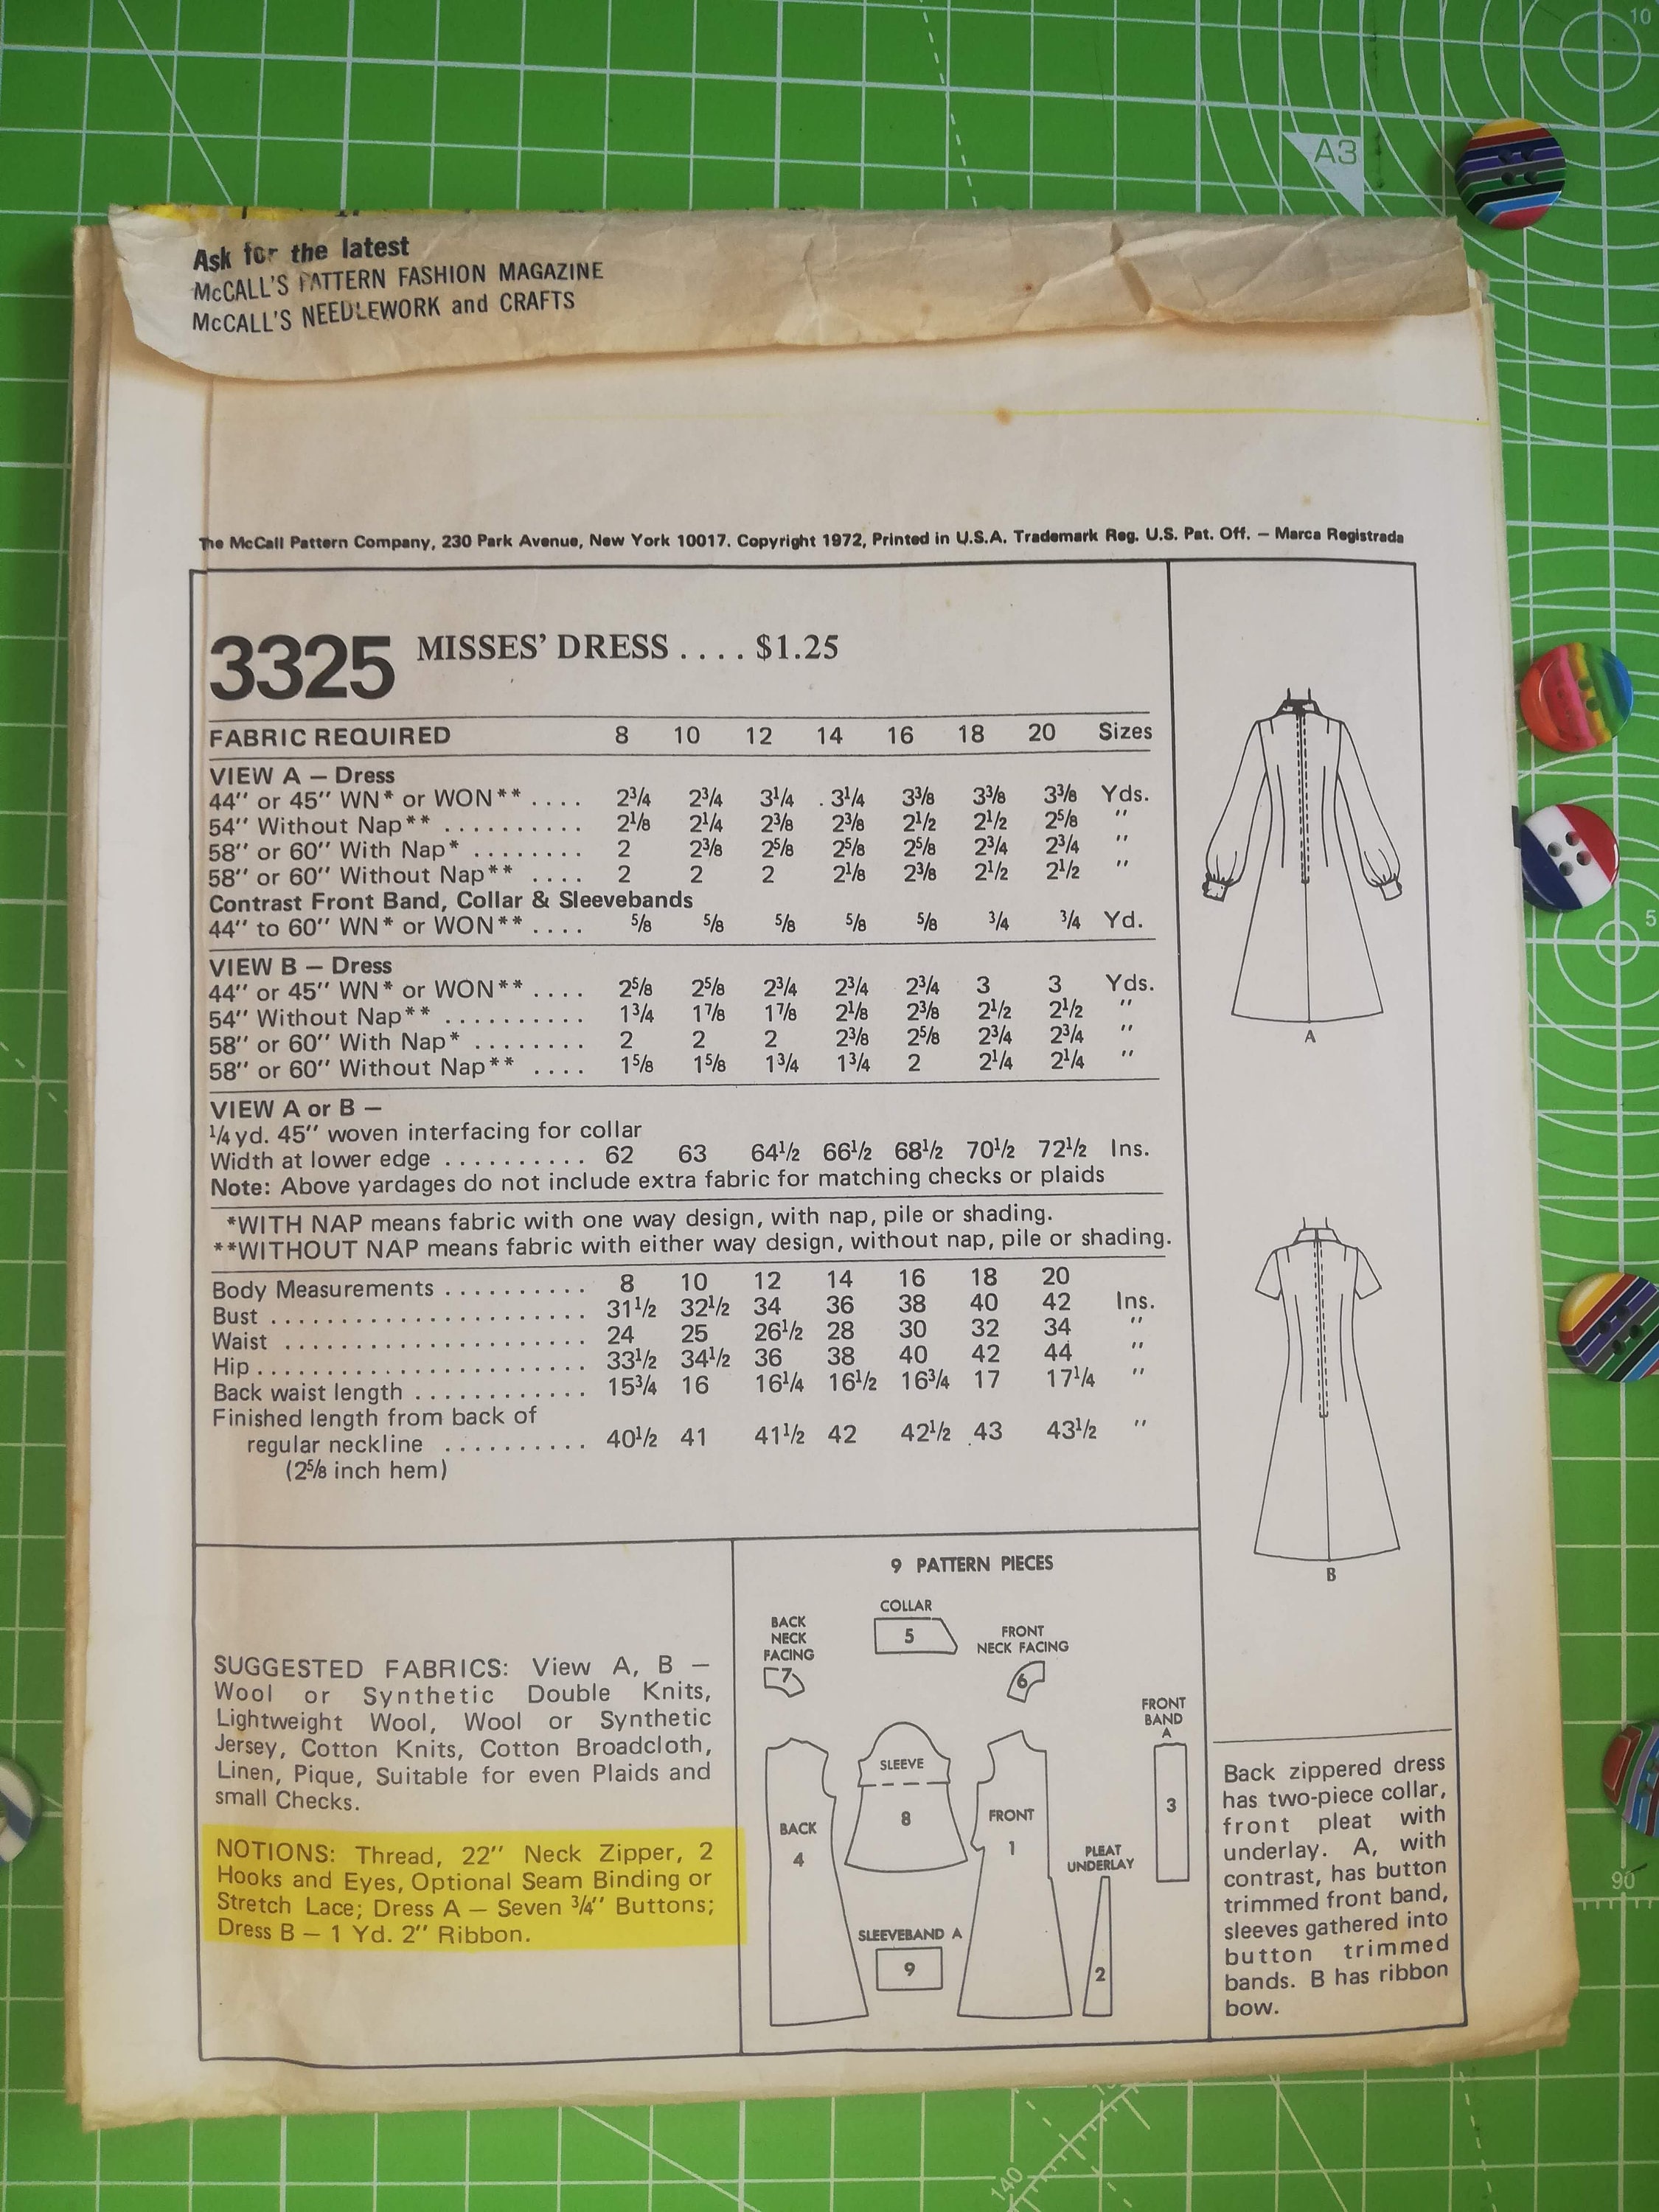 10
A3
Ask for the latest
McCALL'S PATTERN FASHION MAGAZINE
McCALL'S NEEDLEWORK and CRAFTS
The McCall Pattern Company, 230 Park Avenue, New York 10017. Copyright 1972, Printed in U.S.A. Trademark Reg. U.S. Pat. Off. — Marca Registrada
3325 MISSES' DRESS . . . . $1.25
FABRIC REQUIRED 8 10 12 14 16 18 20 Sizes
VIEW A — Dress
44'' or 45'' WN* or WON** . . . . 2¾ 2¾ 3¼ 3¼ 3⅜ 3⅜ 3⅜ Yds.
54'' Without Nap** . . . . . . . . . . 2⅛ 2¼ 2⅜ 2⅜ 2½ 2½ 2⅝ ''
58'' or 60'' With Nap* . . . . . . . . 2 2⅜ 2⅝ 2⅝ 2⅝ 2¾ 2¾ ''
58'' or 60'' Without Nap** . . . . 2 2 2 2⅛ 2⅜ 2½ 2½ ''
Contrast Front Band, Collar & Sleevebands
44'' to 60'' WN* or WON** . . . . ⅝ ⅝ ⅝ ⅝ ⅝ ¾ ¾ Yd.
VIEW B — Dress
44'' or 45'' WN* or WON** . . . . 2⅝ 2⅝ 2¾ 2¾ 2¾ 3 3 Yds.
54'' Without Nap** . . . . . . . . . . 1¾ 1⅞ 1⅞ 2⅛ 2⅜ 2½ 2½ ''
58'' or 60'' With Nap* . . . . . . . . 2 2 2 2⅜ 2⅝ 2¾ 2¾ ''
58'' or 60'' Without Nap** . . . . 1⅝ 1⅝ 1¾ 1¾ 2 2¼ 2¼ ''
VIEW A or B —
¼ yd. 45'' woven interfacing for collar
Width at lower edge . . . . . . . . . . 62 63 64½ 66½ 68½ 70½ 72½ Ins.
Note: Above yardages do not include extra fabric for matching checks or plaids
*WITH NAP means fabric with one way design, with nap, pile or shading.
**WITHOUT NAP means fabric with either way design, without nap, pile or shading.
Body Measurements . . . . . . . . . . 8 10 12 14 16 18 20
Bust . . . . . . . . . . . . . . . . . . . . . . 31½ 32½ 34 36 38 40 42 Ins.
Waist . . . . . . . . . . . . . . . . . . . . . 24 25 26½ 28 30 32 34 ''
Hip . . . . . . . . . . . . . . . . . . . . . . . 33½ 34½ 36 38 40 42 44 ''
Back waist length . . . . . . . . . . . . 15¾ 16 16¼ 16½ 16¾ 17 17¼ ''
Finished length from back of
regular neckline . . . . . . . . . . 40½ 41 41½ 42 42½ 43 43½ ''
(2⅝ inch hem)
A
B
5
SUGGESTED FABRICS: View A, B —
Wool or Synthetic Double Knits,
Lightweight Wool, Wool or Synthetic
Jersey, Cotton Knits, Cotton Broadcloth,
Linen, Pique, Suitable for even Plaids and
small Checks.
NOTIONS: Thread, 22'' Neck Zipper, 2
Hooks and Eyes, Optional Seam Binding or
Stretch Lace; Dress A — Seven ¾'' Buttons;
Dress B — 1 Yd. 2'' Ribbon.
9 PATTERN PIECES
BACK
NECK
FACING
7
COLLAR
5
FRONT
NECK FACING
6
FRONT
BAND
A
3
BACK
4
SLEEVE
8
FRONT
1
PLEAT
UNDERLAY
2
SLEEVEBAND A
9
Back zippered dress
has two-piece collar,
front pleat with
underlay. A, with
contrast, has button
trimmed front band,
sleeves gathered into
button trimmed
bands. B has ribbon
bow.
90
140